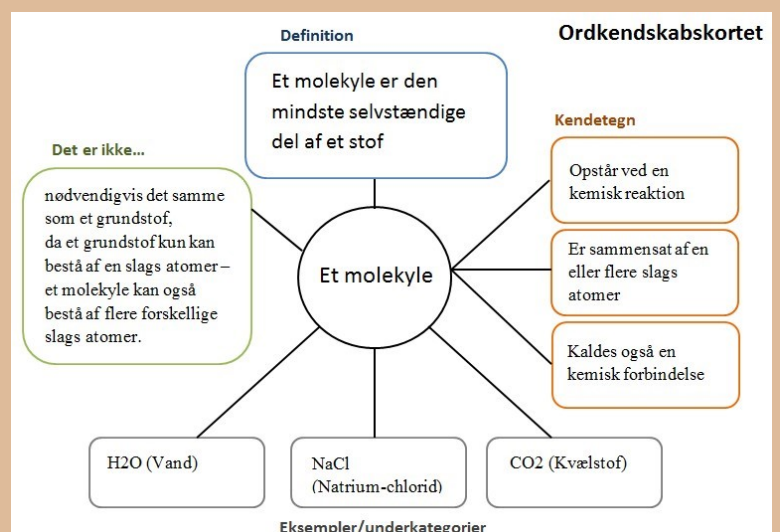 Ordkendskabskortet
Definition
Et molekyle er den
mindste selvstændige
del af et stof
Det er ikke...
nødvendigvis det samme
som et grundstof,
da et grundstof kun kan
bestå af en slags atomer –
et molekyle kan også
bestå af flere forskellige
slags atomer.
Kendetegn
Opstår ved en
kemisk reaktion
Er sammensat af en
eller flere slags
atomer
Kaldes også en
kemisk forbindelse
Et molekyle
H2O (Vand)
NaCl
(Natrium-chlorid)
CO2 (Kvælstof)
Eksempler/underkategorier